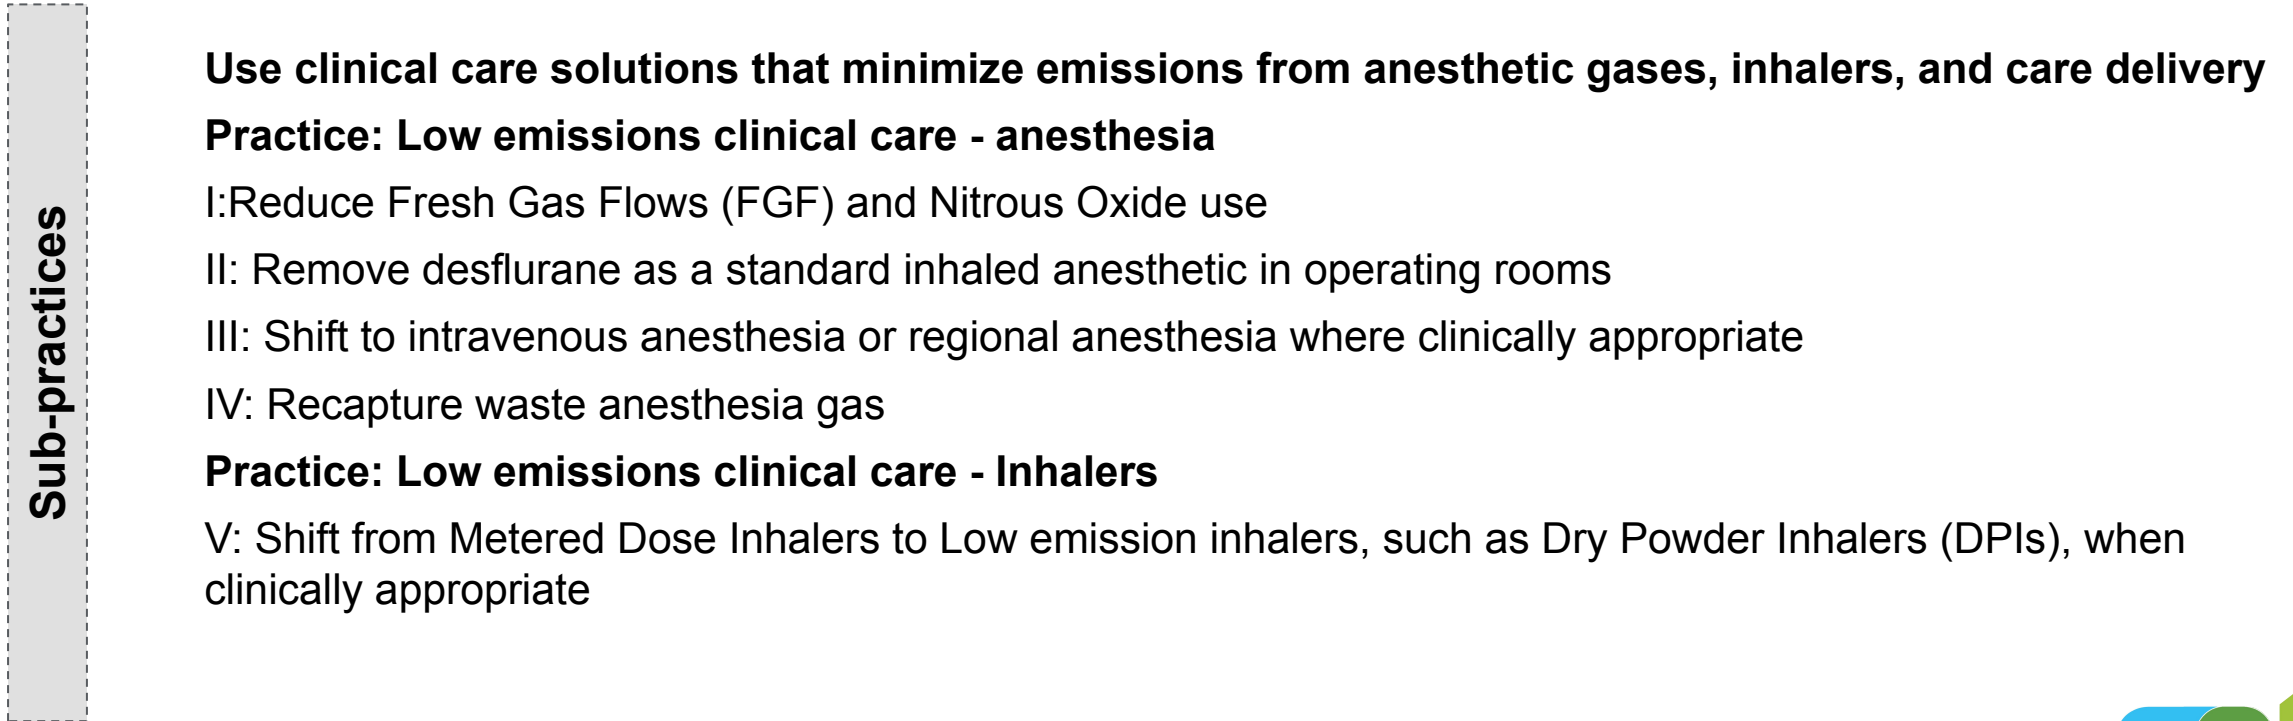 Sub-practices
Use clinical care solutions that minimize emissions from anesthetic gases, inhalers, and care delivery
Practice: Low emissions clinical care - anesthesia
I:Reduce Fresh Gas Flows (FGF) and Nitrous Oxide use
II: Remove desflurane as a standard inhaled anesthetic in operating rooms
III: Shift to intravenous anesthesia or regional anesthesia where clinically appropriate
IV: Recapture waste anesthesia gas
Practice: Low emissions clinical care - Inhalers
V: Shift from Metered Dose Inhalers to Low emission inhalers, such as Dry Powder Inhalers (DPIs), when
clinically appropriate